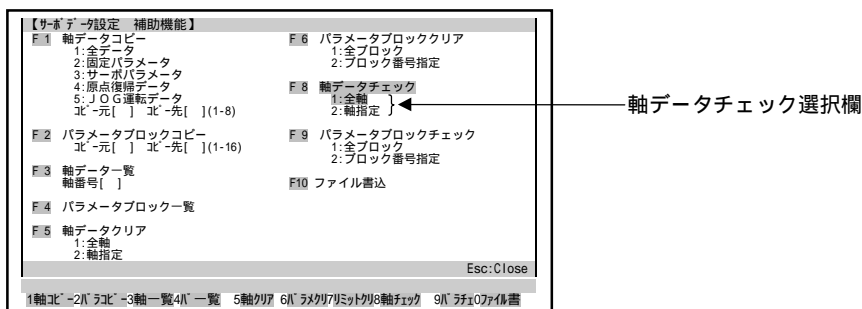 【サーボデータ設定 補助機能】
F 1 軸データコピー
1:全データ
2:固定パラメータ
3:サーボパラメータ
4:原点復帰データ
5:JOG運転データ
コピー元[ ] コピー先[ ](1-8)
F 2 パラメータブロックコピー
コピー元[ ] コピー先[ ](1-16)
F 3 軸データ一覧
軸番号[ ]
F 4 パラメータブロック一覧
F 5 軸データクリア
1:全軸
2:軸指定
F 6 パラメータブロッククリア
1:全ブロック
2:ブロック番号指定
F 8 軸データチェック
1:全軸
2:軸指定
F 9 パラメータブロックチェック
1:全ブロック
2:ブロック番号指定
F10 ファイル書込
Esc:Close
1軸コピー2パラコピー3軸一覧4パ一覧 5軸クリア 6パラメクリ7リミットクリ8軸チェック 9パラチェ0ファイル書
軸データチェック選択欄